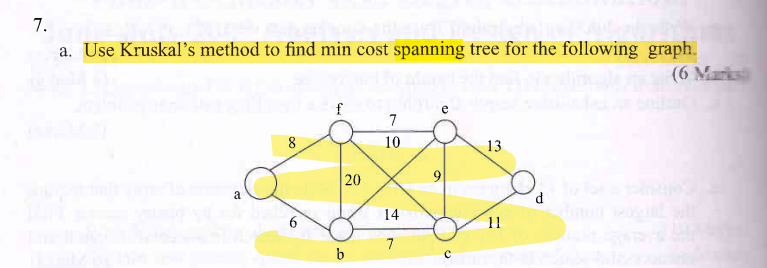 7.
a. Use Kruskal's method to find min cost spanning tree for the following graph.
(6 Marks)
f e
7
8 10 13
20 9
a d
6 14 11
7
b c